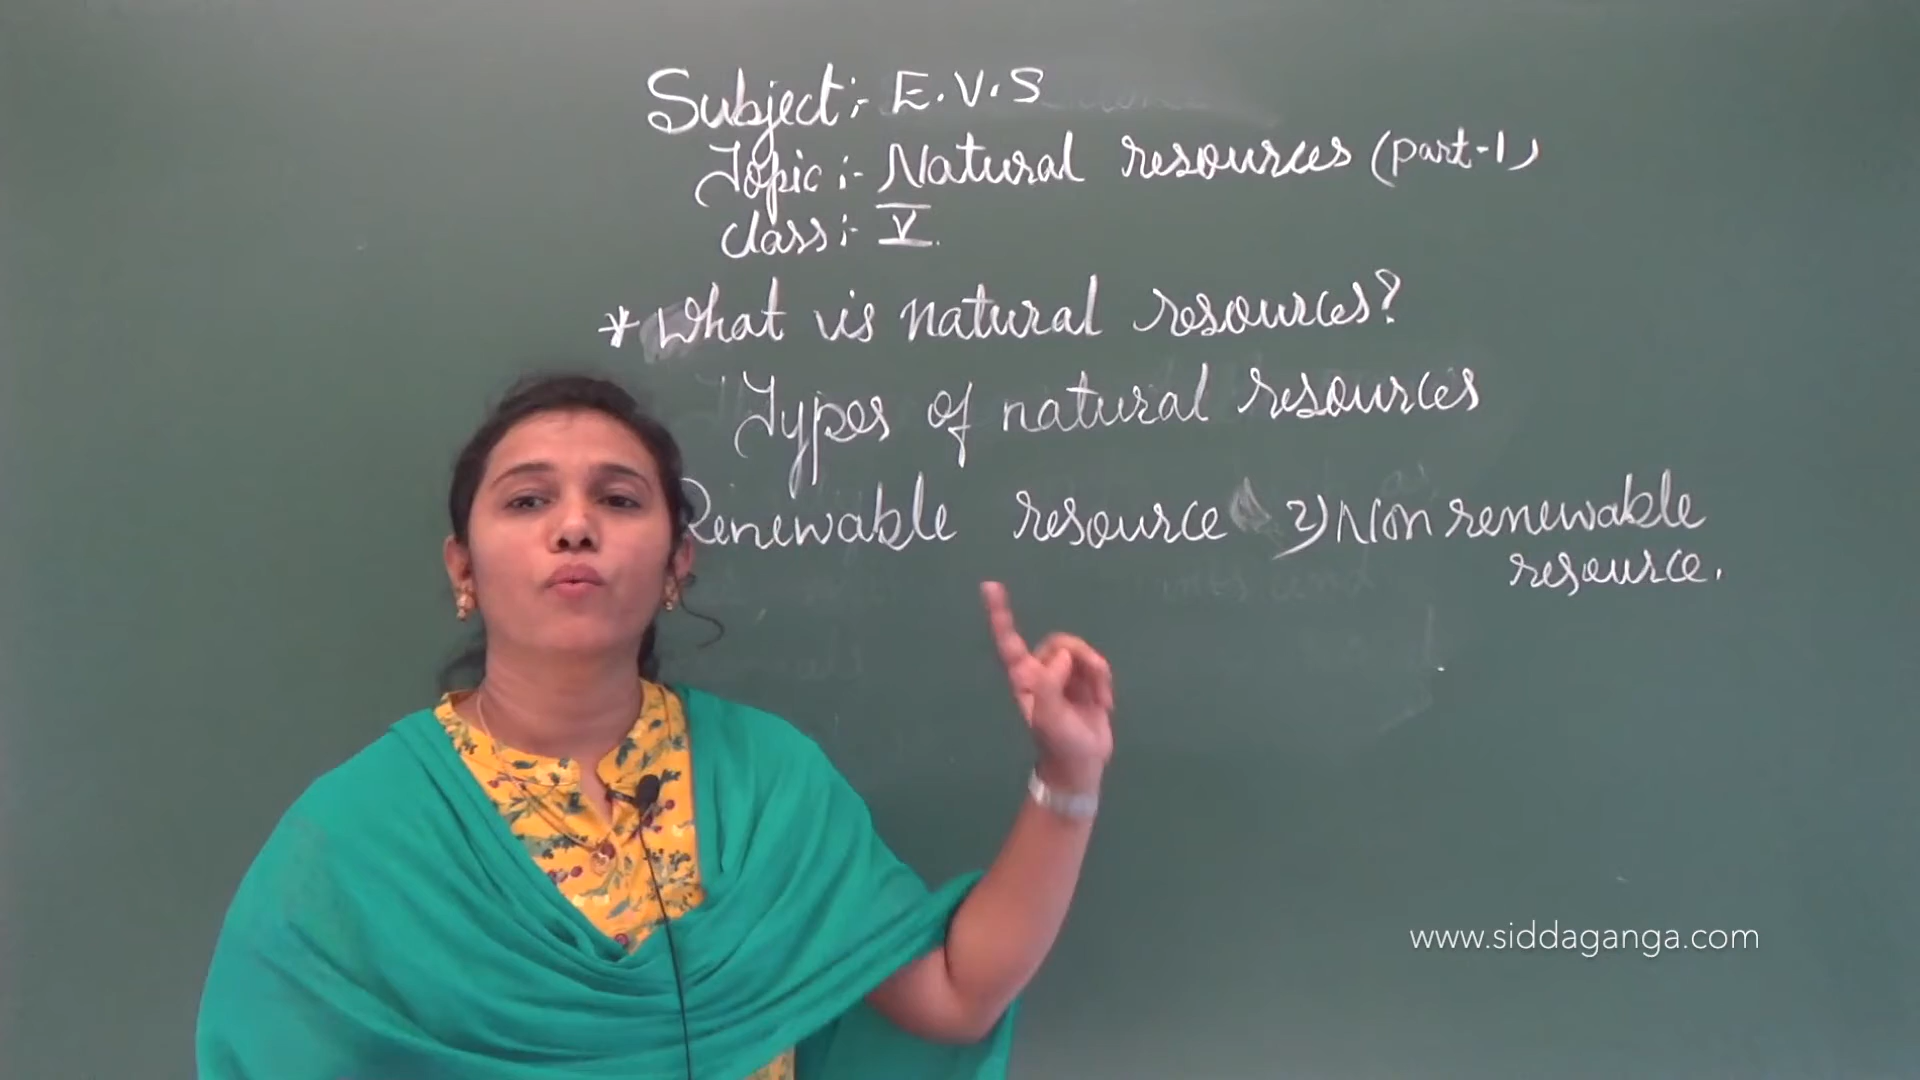 Subject:- E.V.S
Topic:- Natural resources (part-1)
class:- V.
* What is natural resources?
Types of natural resources
Renewable resource 2) Non renewable
resource.
www.siddaganga.com